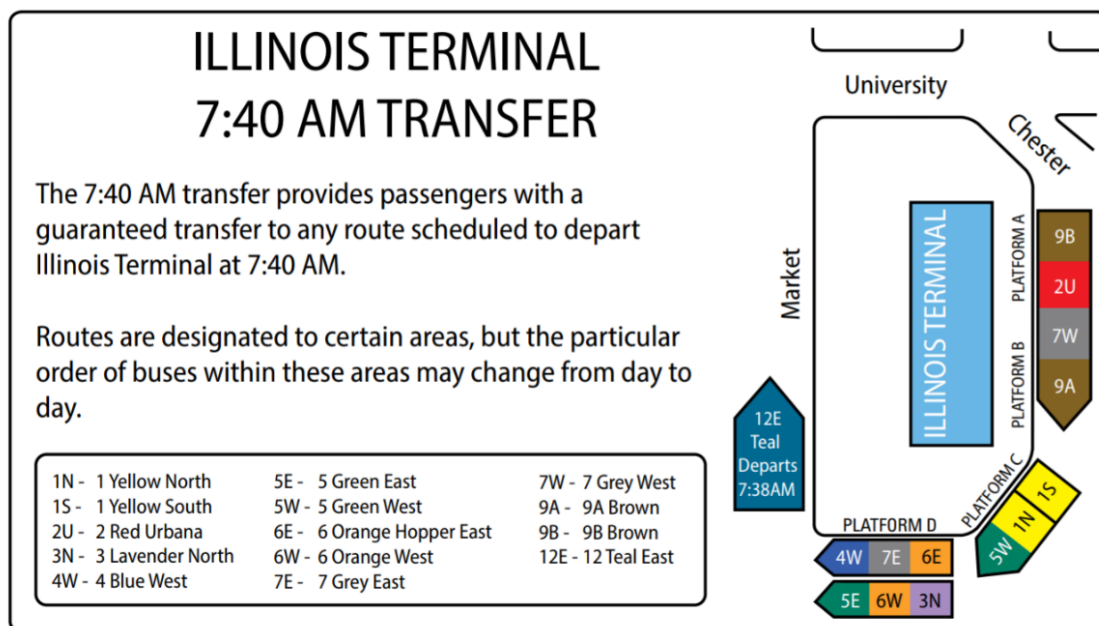 ILLINOIS TERMINAL
7:40 AM TRANSFER
The 7:40 AM transfer provides passengers with a
guaranteed transfer to any route scheduled to depart
Illinois Terminal at 7:40 AM.
Routes are designated to certain areas, but the particular
order of buses within these areas may change from day to
day.
1N - 1 Yellow North
1S - 1 Yellow South
2U - 2 Red Urbana
3N - 3 Lavender North
4W - 4 Blue West
5E - 5 Green East
5W - 5 Green West
6E - 6 Orange Hopper East
6W - 6 Orange West
7E - 7 Grey East
7W - 7 Grey West
9A - 9A Brown
9B - 9B Brown
12E - 12 Teal East
University
Chester
Market
ILLINOIS TERMINAL
PLATFORM A
PLATFORM B
9B
2U
7W
9A
12E
Teal
Departs
7:38AM
PLATFORM C
1S
1N
5W
PLATFORM D
4W 7E 6E
5E 6W 3N